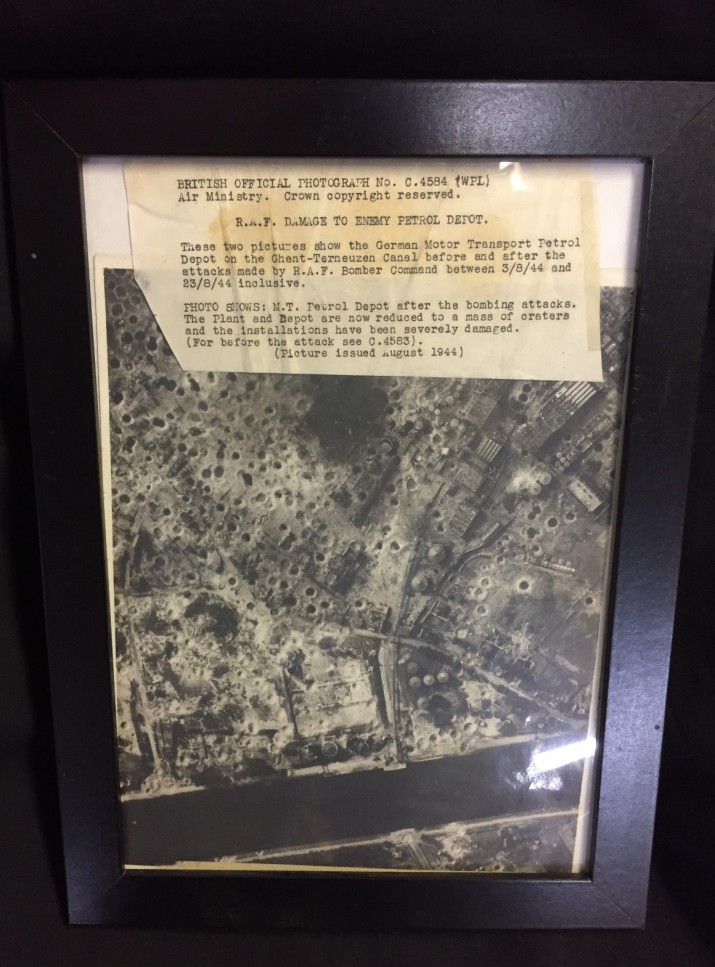 BRITISH OFFICIAL PHOTOGRAPH No. C.4584 (WPL)
Air Ministry. Crown copyright reserved.
R.A.F. DAMAGE TO ENEMY PETROL DEPOT.
These two pictures show the German Motor Transport Petrol
Depot on the Ghent-Terneuzen Canal before and after the
attacks made by R.A.F. Bomber Command between 3/8/44 and
23/8/44 inclusive.
PHOTO SHOWS: M.T. Petrol Depot after the bombing attacks.
The Plant and Depot are now reduced to a mass of craters
and the installations have been severely damaged.
(For before the attack see C.4583).
(Picture issued August 1944)